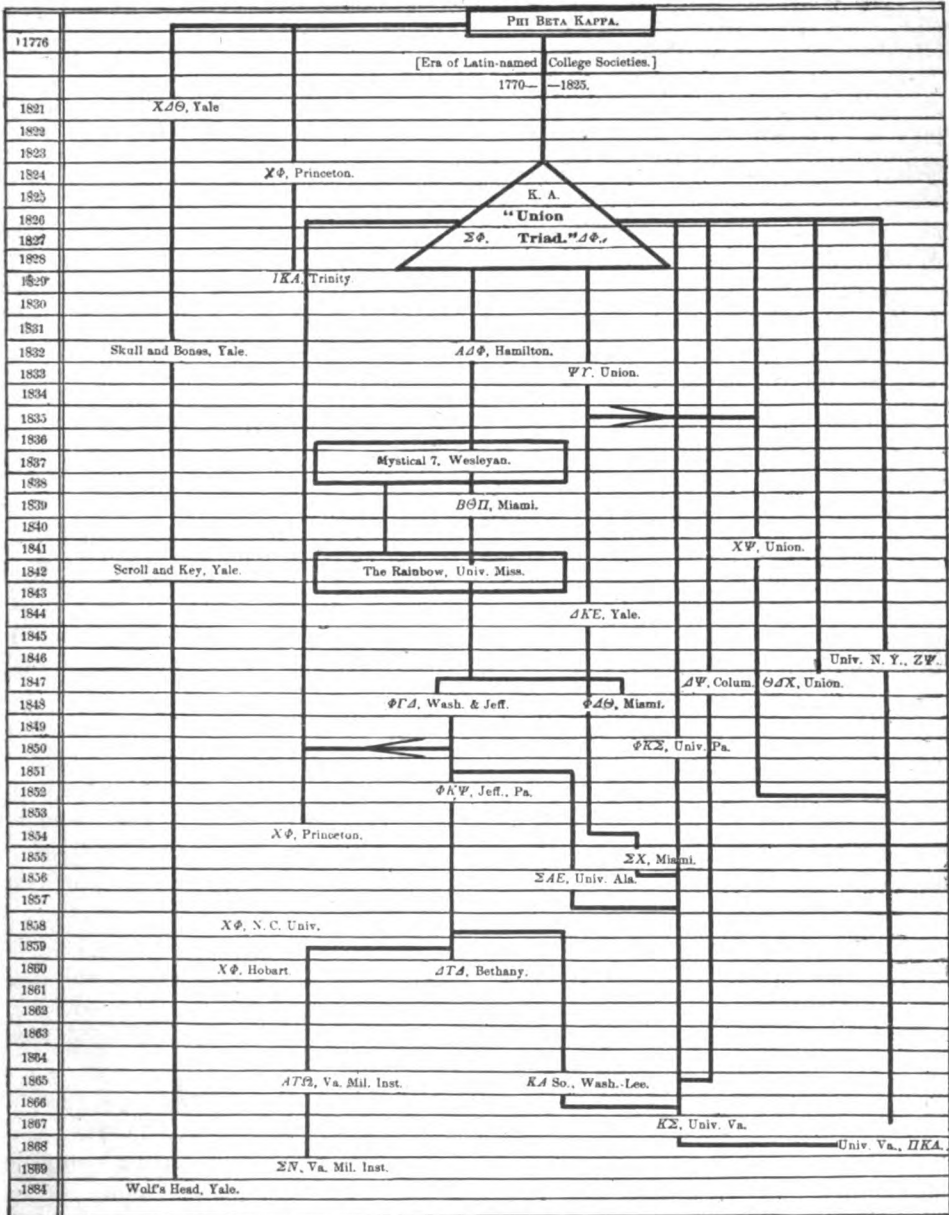 PHI BETA KAPPA.
1776
[Era of Latin-named College Societies.]
1770— —1825.
1821 ΧΔΘ, Yale
1822
1823
1824 ΧΦ, Princeton.
1825 K. A.
1826 "Union
1827 ΣΦ. Triad." ΔΦ.
1828
1829 ΙΚΑ, Trinity
1830
1831
1832 Skull and Bones, Yale. ΑΔΦ, Hamilton.
1833 ΨΥ. Union.
1834
1835
1836
1837 Mystical 7, Wesleyan.
1838
1839 ΒΘΠ, Miami.
1840
1841 ΧΨ, Union.
1842 Scroll and Key, Yale. The Rainbow, Univ. Miss.
1843
1844 ΔΚΕ, Yale.
1845
1846 Univ. N. Y., ΖΨ.
1847 ΔΨ, Colum. ΘΔΧ, Union.
1848 ΦΓΔ, Wash. & Jeff. ΦΔΘ, Miami.
1849
1850 ΦΚΣ, Univ. Pa.
1851
1852 ΦΚΨ, Jeff., Pa.
1853
1854 ΧΦ, Princeton.
1855 ΣΧ, Miami.
1856 ΣΑΕ, Univ. Ala.
1857
1858 ΧΦ, N. C. Univ.
1859
1860 ΧΦ, Hobart. ΔΤΔ, Bethany.
1861
1862
1863
1864
1865 ΑΤΩ, Va. Mil. Inst. ΚΑ So., Wash.-Lee.
1866
1867 ΚΣ, Univ. Va.
1868 Univ. Va., ΠΚΑ.
1869 ΣΝ, Va. Mil. Inst.
1884 Wolf's Head, Yale.